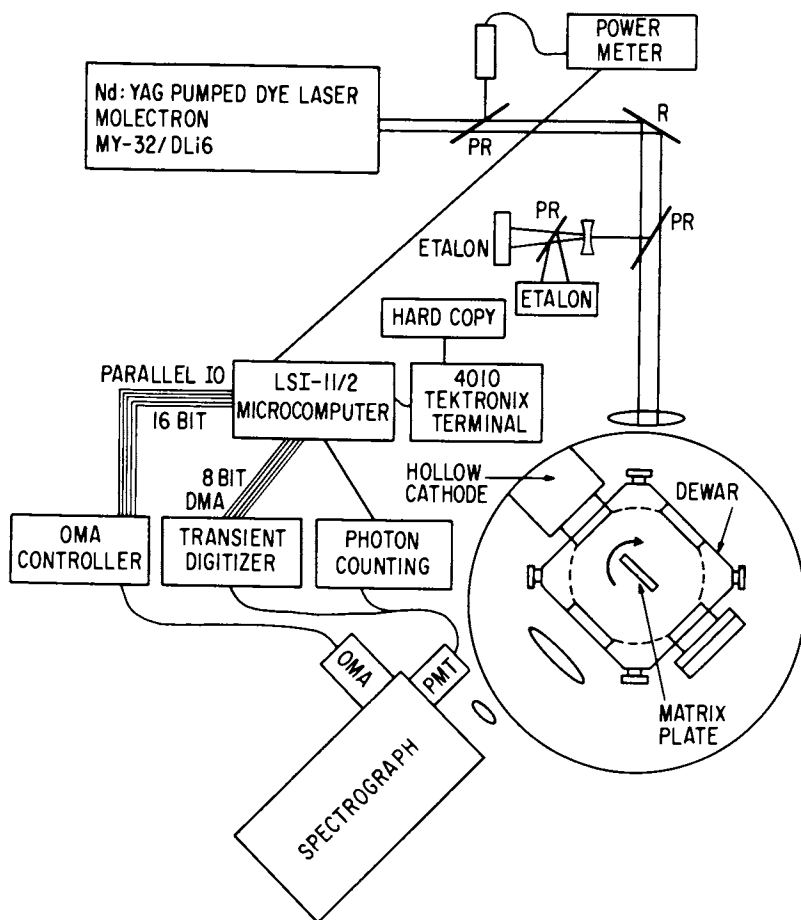 POWER
METER
Nd: YAG PUMPED DYE LASER
MOLECTRON
MY-32/DLi6
PR
R
PR
PR
ETALON
ETALON
HARD COPY
PARALLEL IO
16 BIT
LSI-11/2
MICROCOMPUTER
4010
TEKTRONIX
TERMINAL
8 BIT
DMA
HOLLOW
CATHODE
DEWAR
OMA
CONTROLLER
TRANSIENT
DIGITIZER
PHOTON
COUNTING
OMA
PMT
MATRIX
PLATE
SPECTROGRAPH